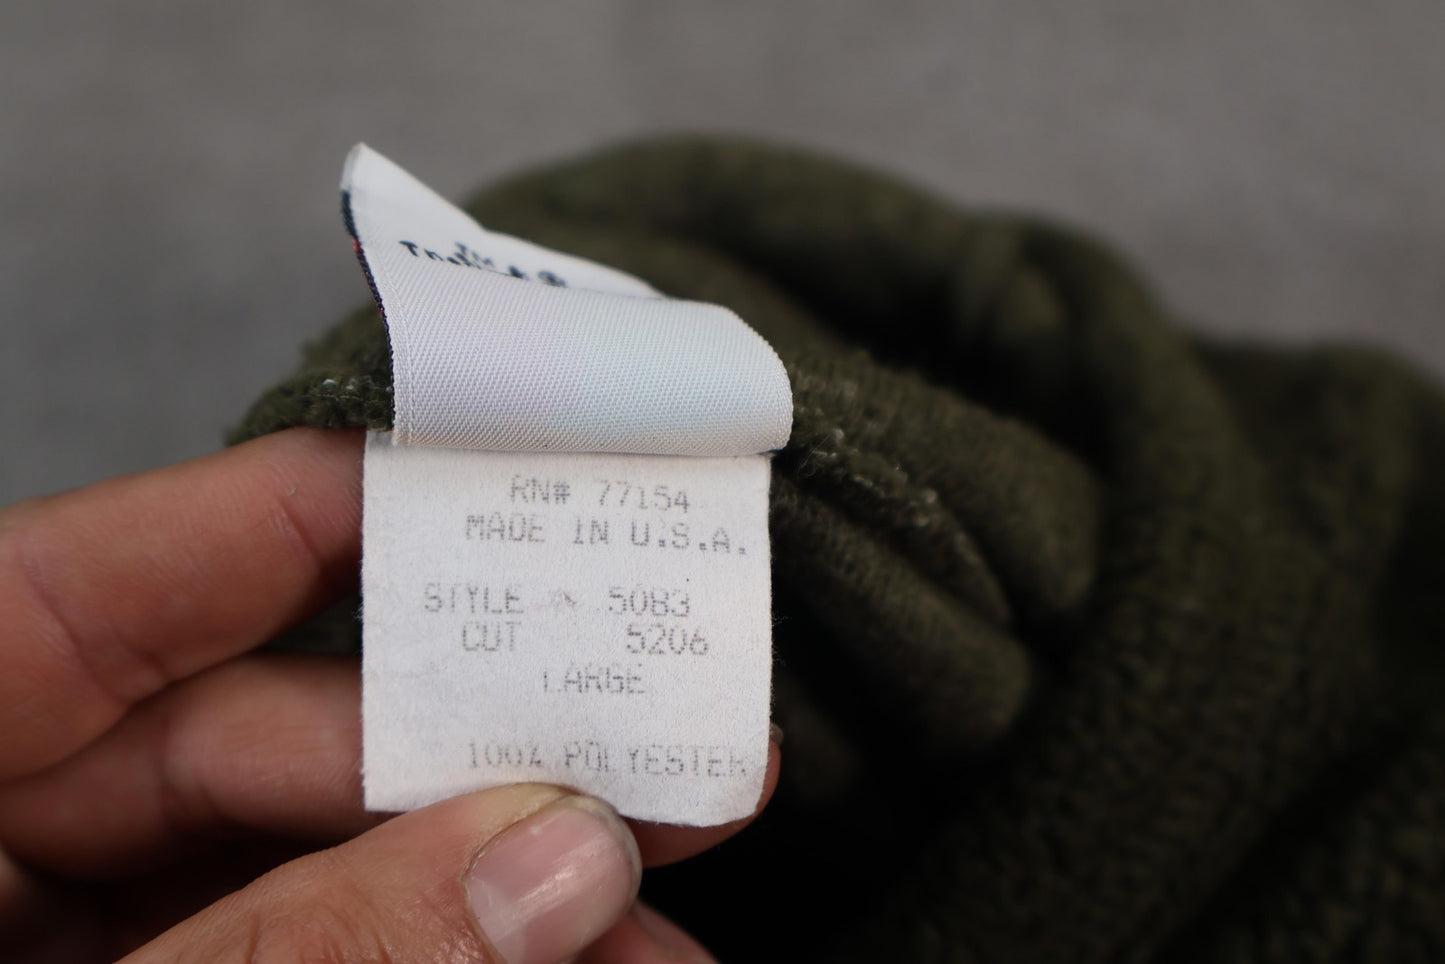 RN# 77154
MADE IN U.S.A.
STYLE 5083
CUT 5206
LARGE
100% POLYESTER